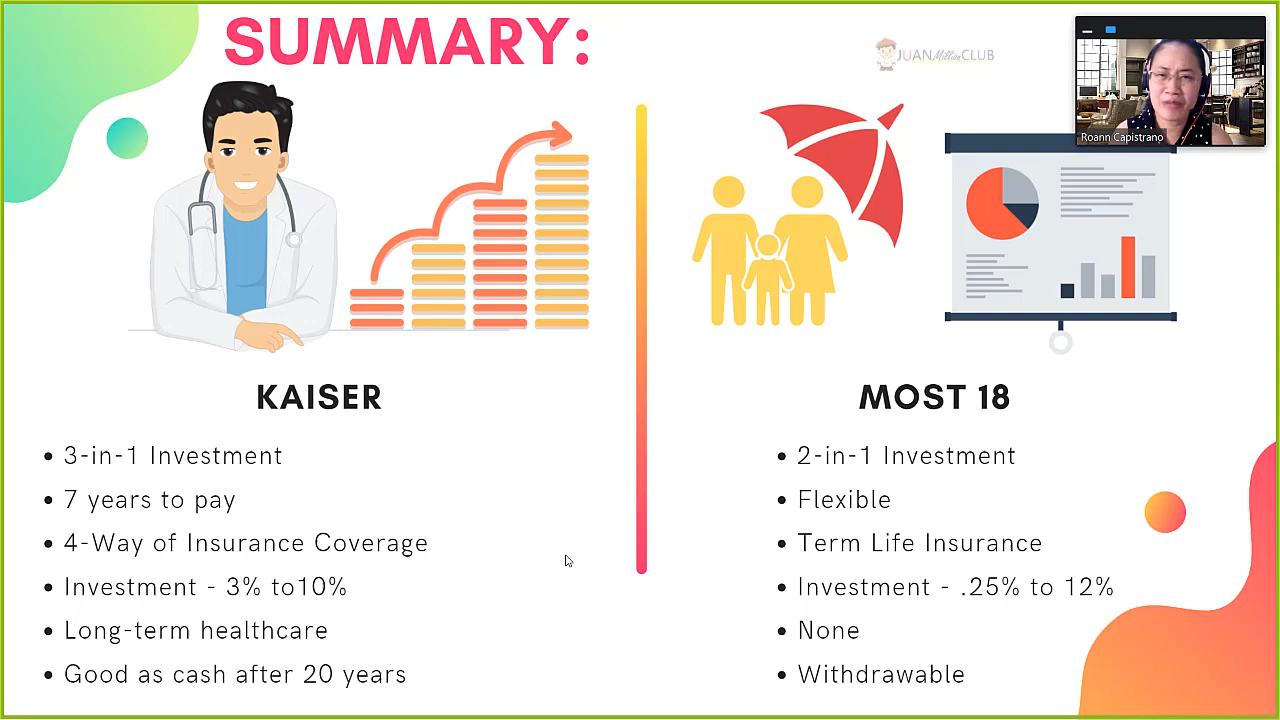 SUMMARY:
JUAN Million CLUB
Roann Capistrano
KAISER
3-in-1 Investment
7 years to pay
4-Way of Insurance Coverage
Investment - 3% to10%
Long-term healthcare
Good as cash after 20 years
MOST 18
2-in-1 Investment
Flexible
Term Life Insurance
Investment - .25% to 12%
None
Withdrawable